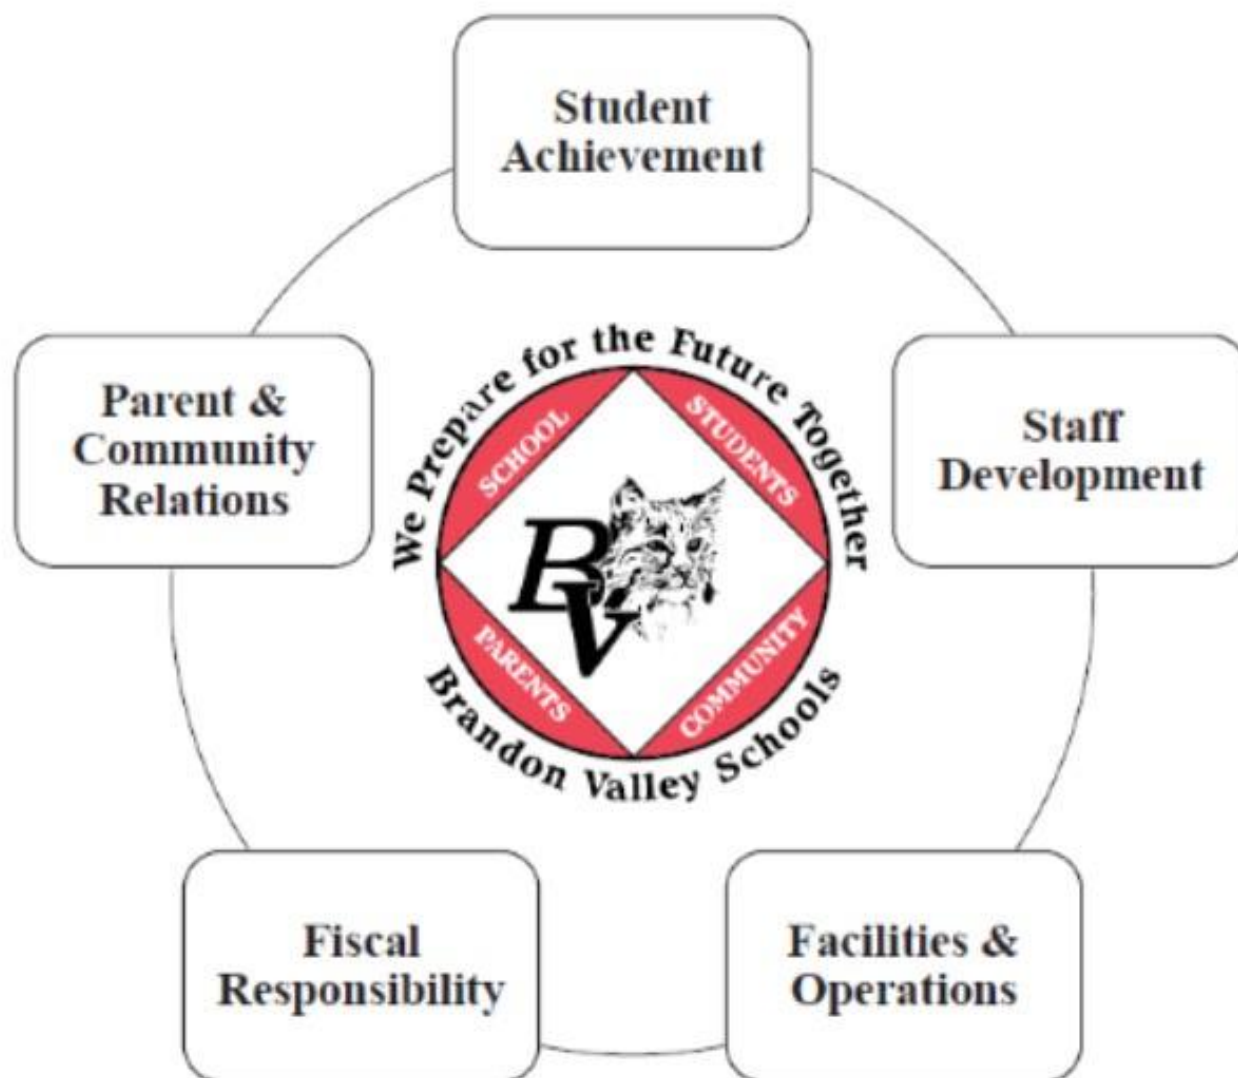 Student
Achievement
Parent &
Community
Relations
Staff
Development
We Prepare for the Future Together
SCHOOL
STUDENTS
BV
PARENTS
COMMUNITY
Brandon Valley Schools
Fiscal
Responsibility
Facilities &
Operations